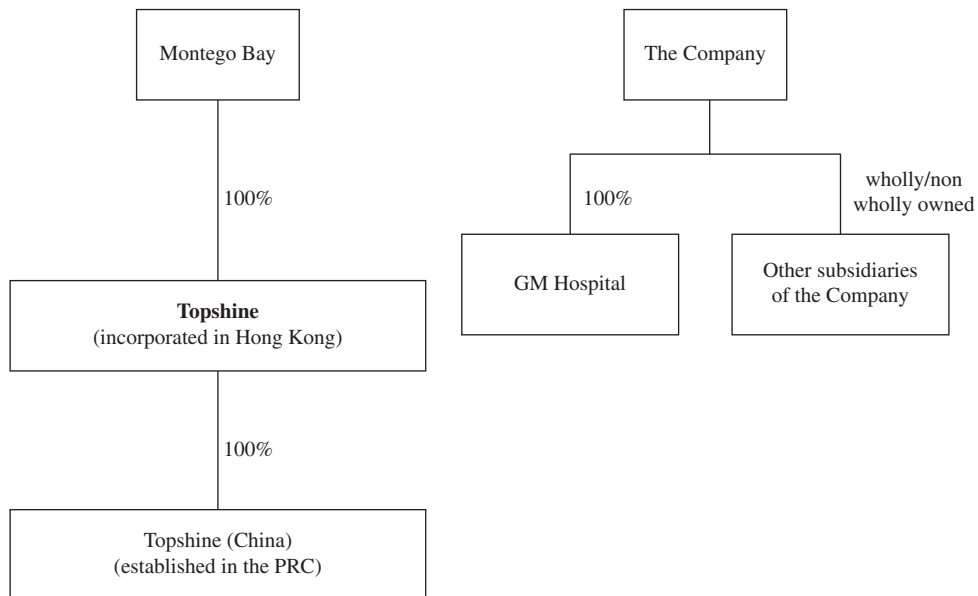 Montego Bay
The Company
100%
100%
wholly/non
wholly owned
GM Hospital
Other subsidiaries
of the Company
Topshine
(incorporated in Hong Kong)
100%
Topshine (China)
(established in the PRC)